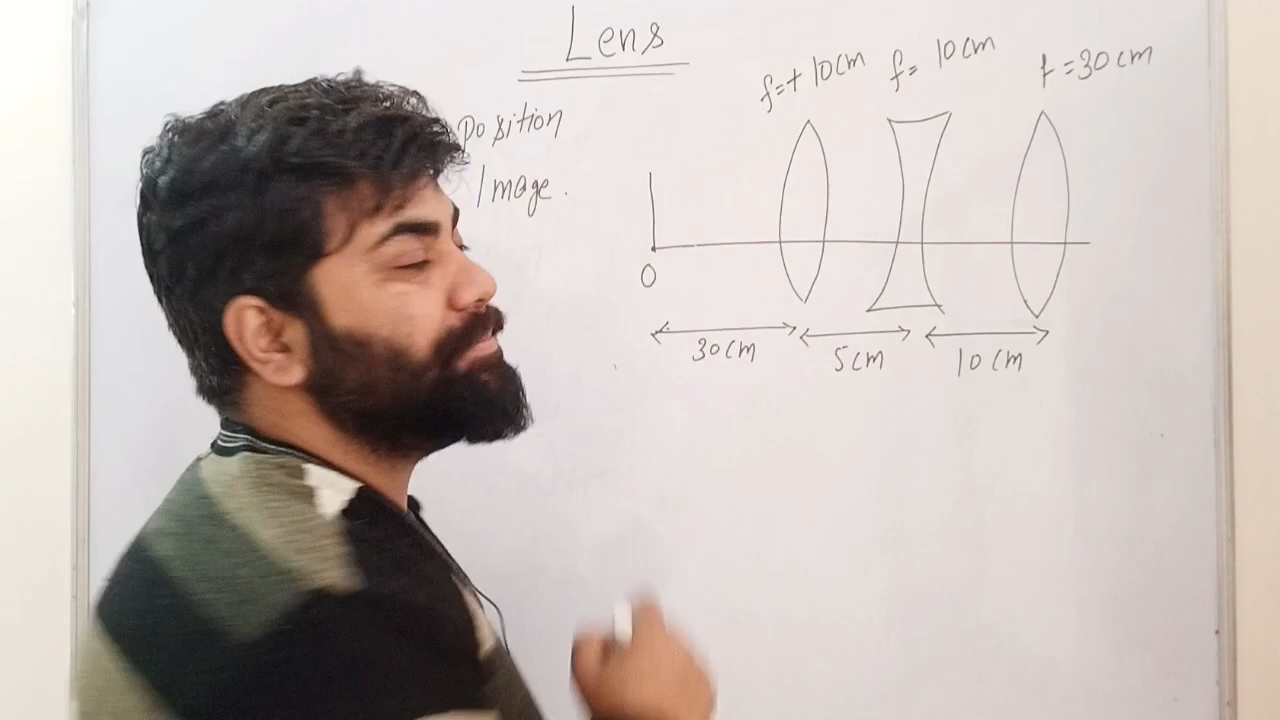 Lens
position
Image.
f=+10cm
f= 10cm
f=30cm
O
30cm
5cm
10cm